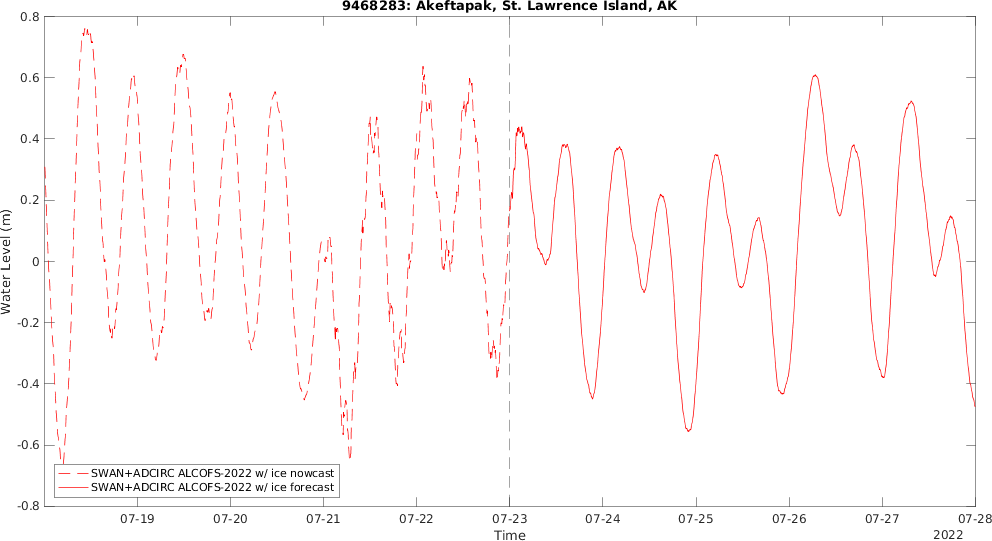 9468283: Akeftapak, St. Lawrence Island, AK
Water Level (m)
0.8
0.6
0.4
0.2
0
-0.2
-0.4
-0.6
-0.8
SWAN+ADCIRC ALCOFS-2022 w/ ice nowcast
SWAN+ADCIRC ALCOFS-2022 w/ ice forecast
07-19 07-20 07-21 07-22 07-23 07-24 07-25 07-26 07-27 07-28
Time
2022